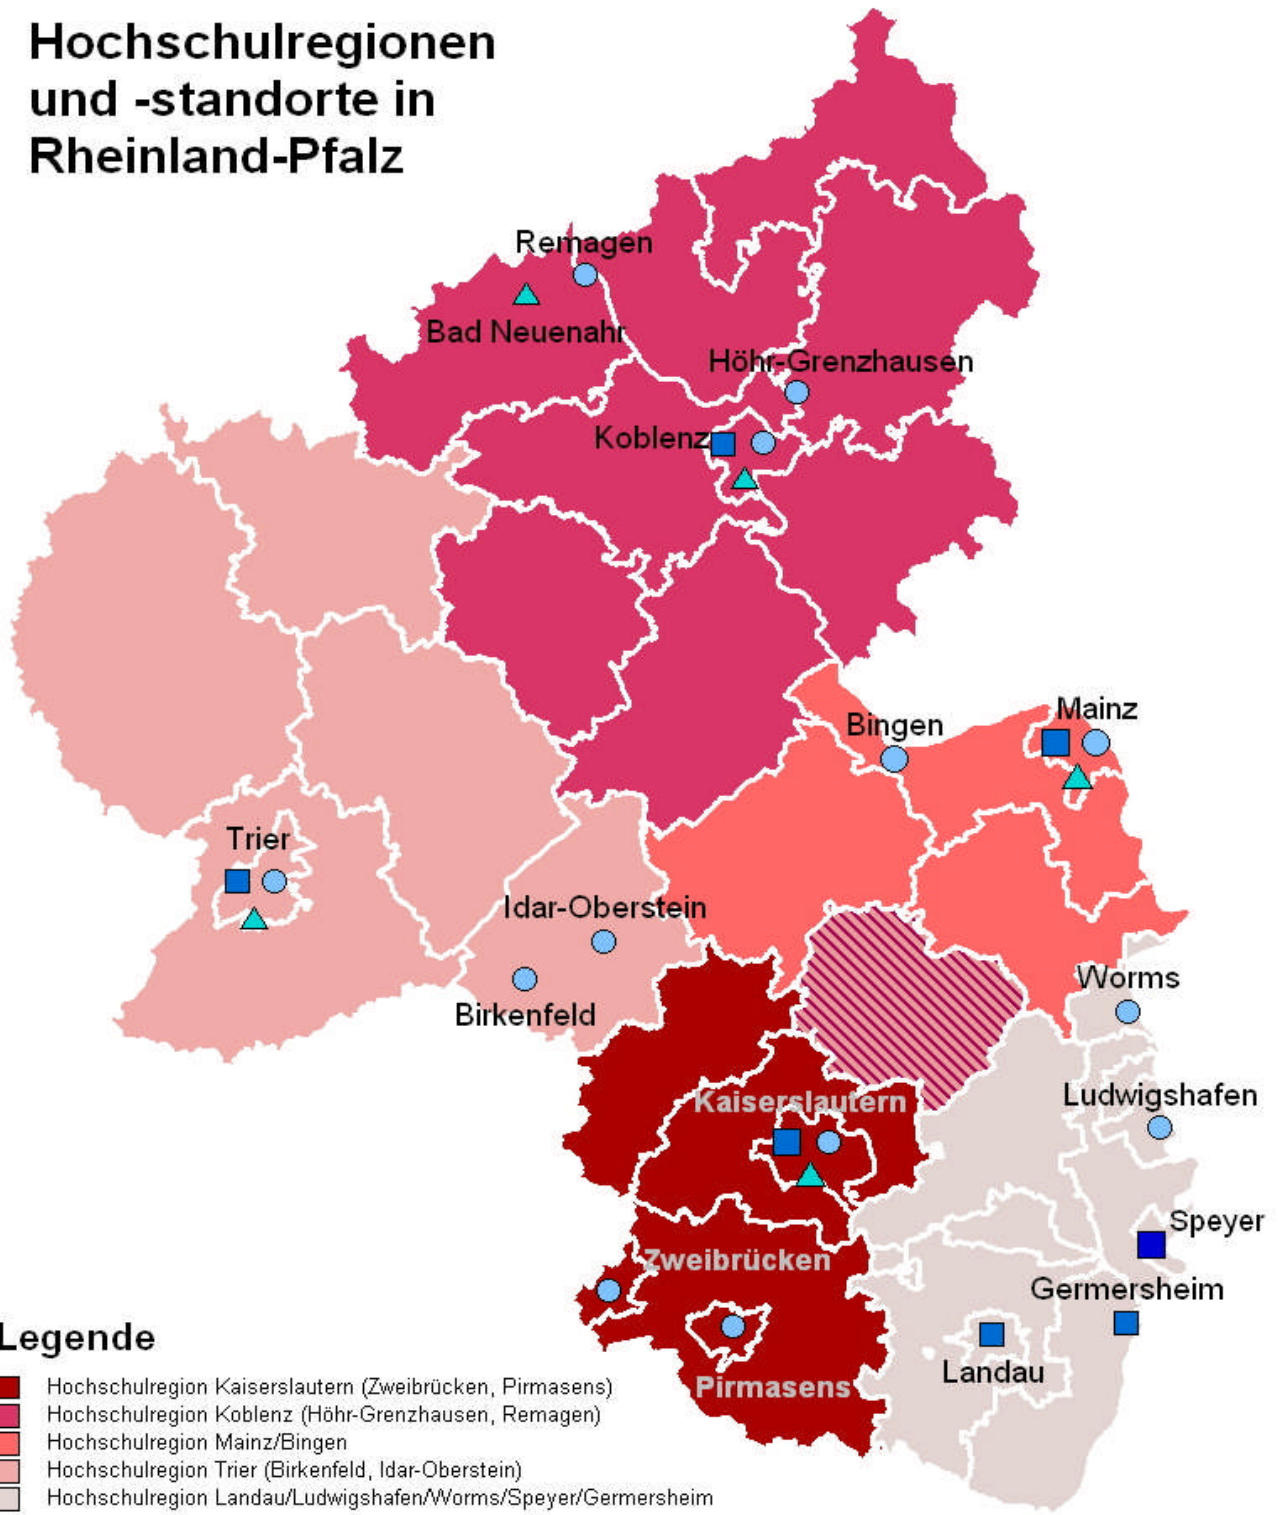 Hochschulregionen
und -standorte in
Rheinland-Pfalz
Remagen
Bad Neuenahr
Höhr-Grenzhausen
Koblenz
Bingen
Mainz
Trier
Idar-Oberstein
Birkenfeld
Worms
Kaiserslautern
Ludwigshafen
Speyer
Zweibrücken
Germersheim
Landau
Pirmasens
Legende
Hochschulregion Kaiserslautern (Zweibrücken, Pirmasens)
Hochschulregion Koblenz (Höhr-Grenzhausen, Remagen)
Hochschulregion Mainz/Bingen
Hochschulregion Trier (Birkenfeld, Idar-Oberstein)
Hochschulregion Landau/Ludwigshafen/Worms/Speyer/Germersheim